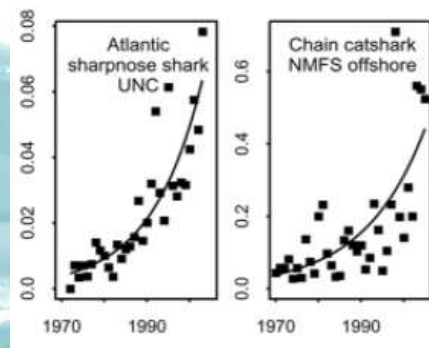 Atlantic
sharpnose shark
UNC
0.08
0.06
0.04
0.02
0.0
1970 1990
Chain catshark
NMFS offshore
0.6
0.4
0.2
0.0
1970 1990